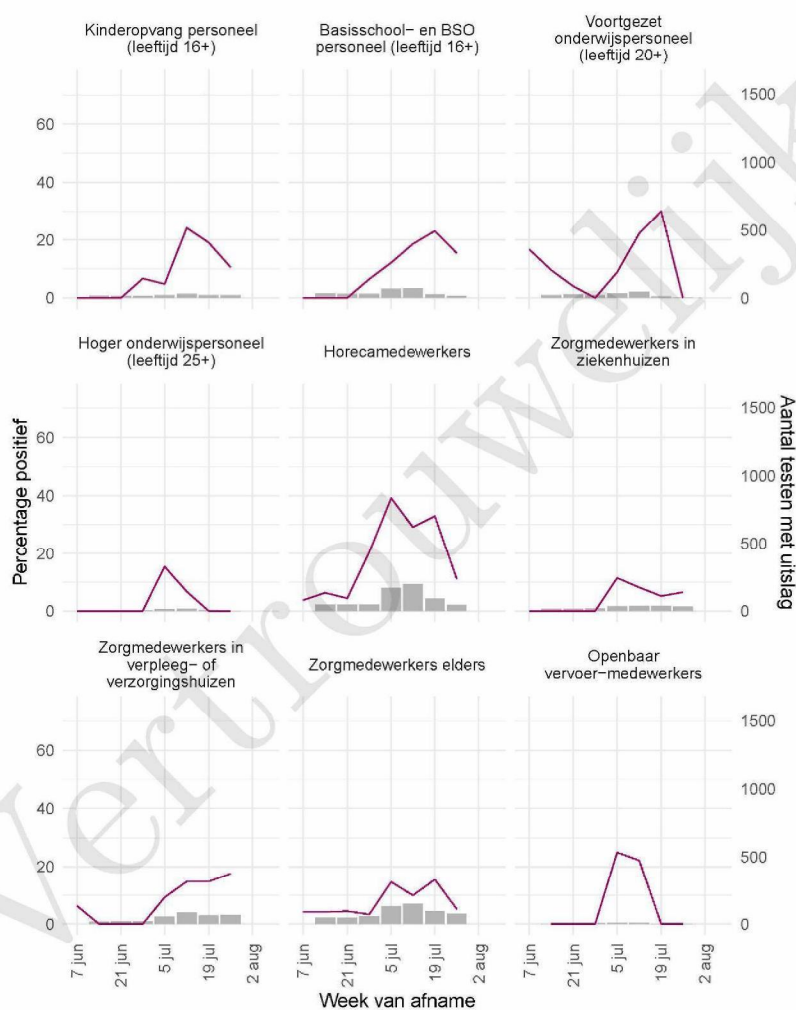 Kinderopvang personeel
(leeftijd 16+)
Basisschool- en BSO
personeel (leeftijd 16+)
Voortgezet
onderwijspersoneel
(leeftijd 20+)
60
40
20
0
1500
1000
500
0
Hoger onderwijspersoneel
(leeftijd 25+)
Horecamedewerkers
Zorgmedewerkers in
ziekenhuizen
Percentage positief
60
40
20
0
1500
1000
500
0
Aantal testen met uitslag
Zorgmedewerkers in
verpleeg- of
verzorgingshuizen
Zorgmedewerkers elders
Openbaar
vervoer-medewerkers
60
40
20
0
1500
1000
500
0
7 jun
21 jun
5 jul
19 jul
2 aug
7 jun
21 jun
5 jul
19 jul
2 aug
7 jun
21 jun
5 jul
19 jul
2 aug
Week van afname
Vertrouwelijk